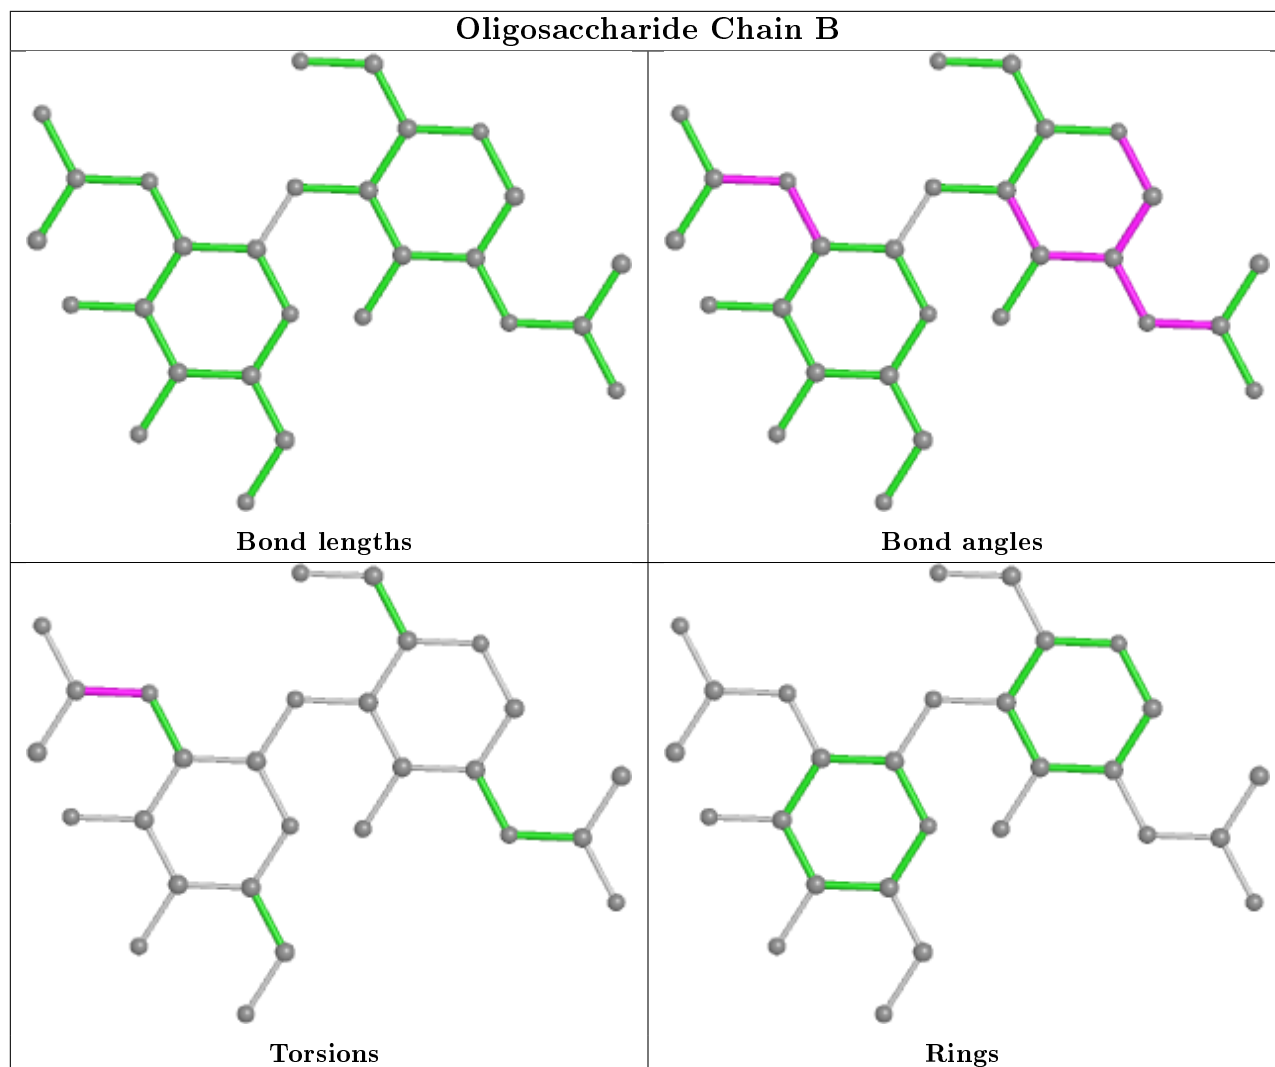 Oligosaccharide Chain B
Bond lengths
Bond angles
Torsions
Rings